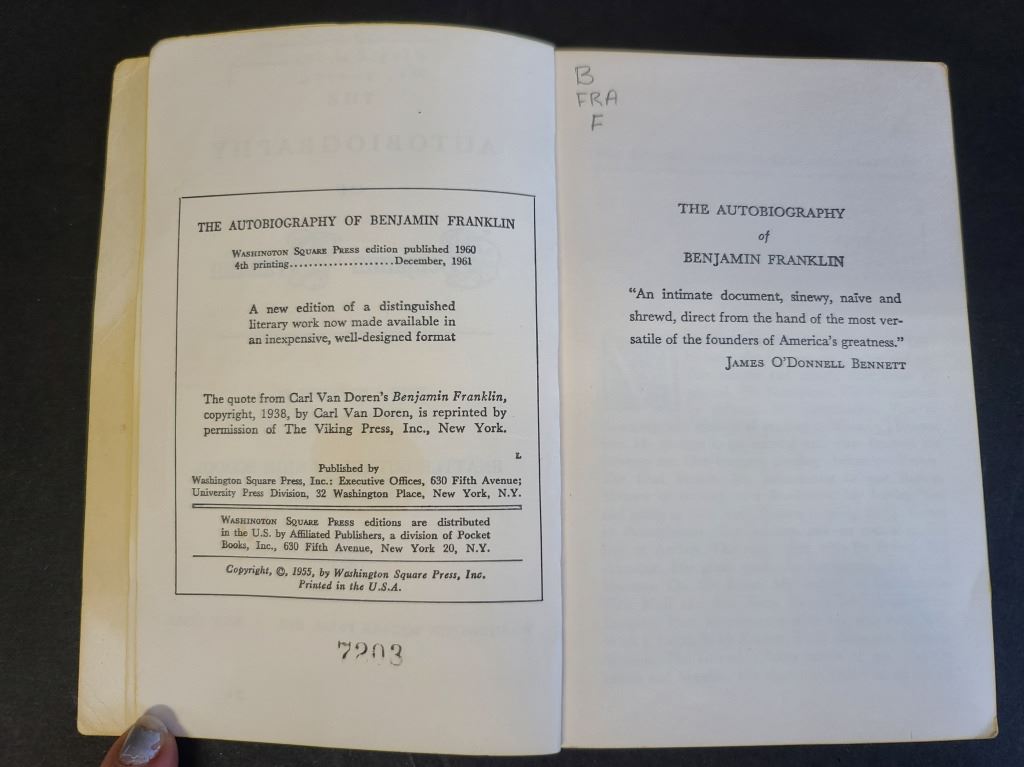 THE AUTOBIOGRAPHY OF BENJAMIN FRANKLIN
WASHINGTON SQUARE PRESS edition published 1960
4th printing.....................December, 1961
A new edition of a distinguished
literary work now made available in
an inexpensive, well-designed format
The quote from Carl Van Doren's Benjamin Franklin,
copyright, 1938, by Carl Van Doren, is reprinted by
permission of The Viking Press, Inc., New York.
L
Published by
Washington Square Press, Inc.: Executive Offices, 630 Fifth Avenue;
University Press Division, 32 Washington Place, New York, N.Y.
WASHINGTON SQUARE PRESS editions are distributed
in the U.S. by Affiliated Publishers, a division of Pocket
Books, Inc., 630 Fifth Avenue, New York 20, N.Y.
Copyright, ©, 1955, by Washington Square Press, Inc.
Printed in the U.S.A.
7203
B
FRA
F
THE AUTOBIOGRAPHY
of
BENJAMIN FRANKLIN
"An intimate document, sinewy, naïve and
shrewd, direct from the hand of the most ver-
satile of the founders of America's greatness."
JAMES O'DONNELL BENNETT